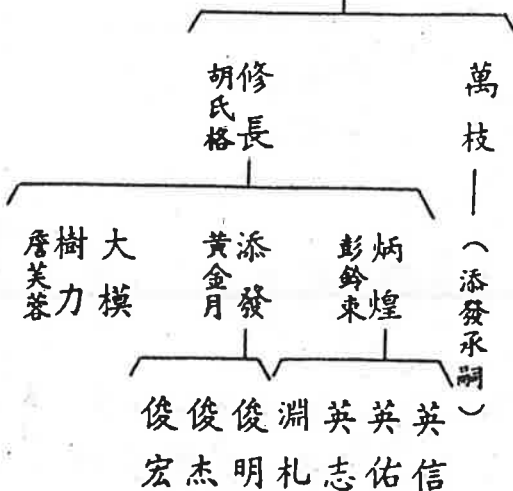 萬枝
（添發承嗣）
修長
胡氏格
炳煌
彭鈴束
添發
黃金月
大模
樹力
詹芙蓉
英信
英佑
英志
淵札
俊明
俊杰
俊宏